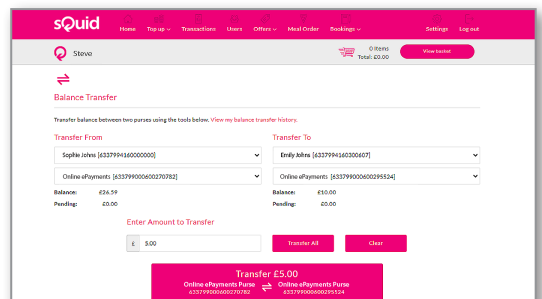 sQuid
Home Top up Transactions Users Offers Meal Order Bookings Settings Log out
Steve
0 Items
Total: £0.00
View basket
Balance Transfer
Transfer balance between two purses using the tools below. View my balance transfer history.
Transfer From
Transfer To
Sophie Johns [6337994160000000]
Emily Johns [6337994160300607]
Online ePayments [633799000600270782]
Online ePayments [633799000600295524]
Balance: £26.59
Balance: £10.00
Pending: £0.00
Pending: £0.00
Enter Amount to Transfer
£ 5.00
Transfer All
Clear
Transfer £5.00
Online ePayments Purse Online ePayments Purse
633799000600270782 633799000600295524